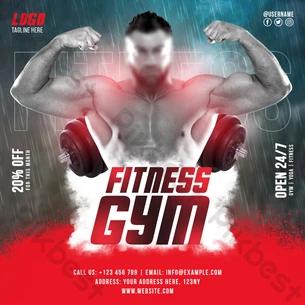 LOGO
TAGLINE HERE
@USERNAME
FITNESS
20% OFF
FOR THIS MONTH
OPEN 24/7
GYM | YOGA | FITNESS
FITNESS
GYM
CALL US: +123 456 789 | EMAIL: INFO@EXAMPLE.COM
ADDRESS: YOUR ADDRESS HERE, 123NY
WWW.WEBSITE.COM